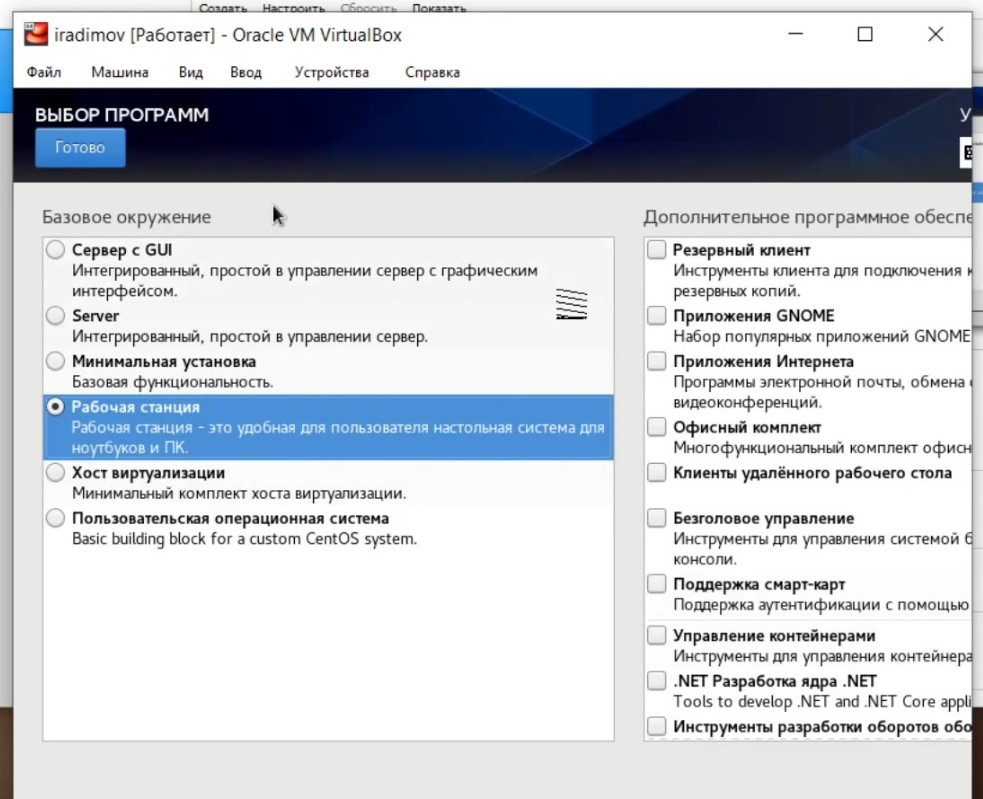 Создать Настроить Сбросить Показать
iradimov [Работает] - Oracle VM VirtualBox
Файл Машина Вид Ввод Устройства Справка
ВЫБОР ПРОГРАММ
У
Готово
Базовое окружение
Сервер с GUI
Интегрированный, простой в управлении сервер с графическим
интерфейсом.
Server
Интегрированный, простой в управлении сервер.
Минимальная установка
Базовая функциональность.
Рабочая станция
Рабочая станция - это удобная для пользователя настольная система для
ноутбуков и ПК.
Хост виртуализации
Минимальный комплект хоста виртуализации.
Пользовательская операционная система
Basic building block for a custom CentOS system.
Дополнительное программное обеспе
Резервный клиент
Инструменты клиента для подключения к
резервных копий.
Приложения GNOME
Набор популярных приложений GNOME
Приложения Интернета
Программы электронной почты, обмена с
видеоконференций.
Офисный комплект
Многофункциональный комплект офисн
Клиенты удалённого рабочего стола
Безголовое управление
Инструменты для управления системой б
консоли.
Поддержка смарт-карт
Поддержка аутентификации с помощью
Управление контейнерами
Инструменты для управления контейнера
.NET Разработка ядра .NET
Tools to develop .NET and .NET Core appli
Инструменты разработки оборотов обо